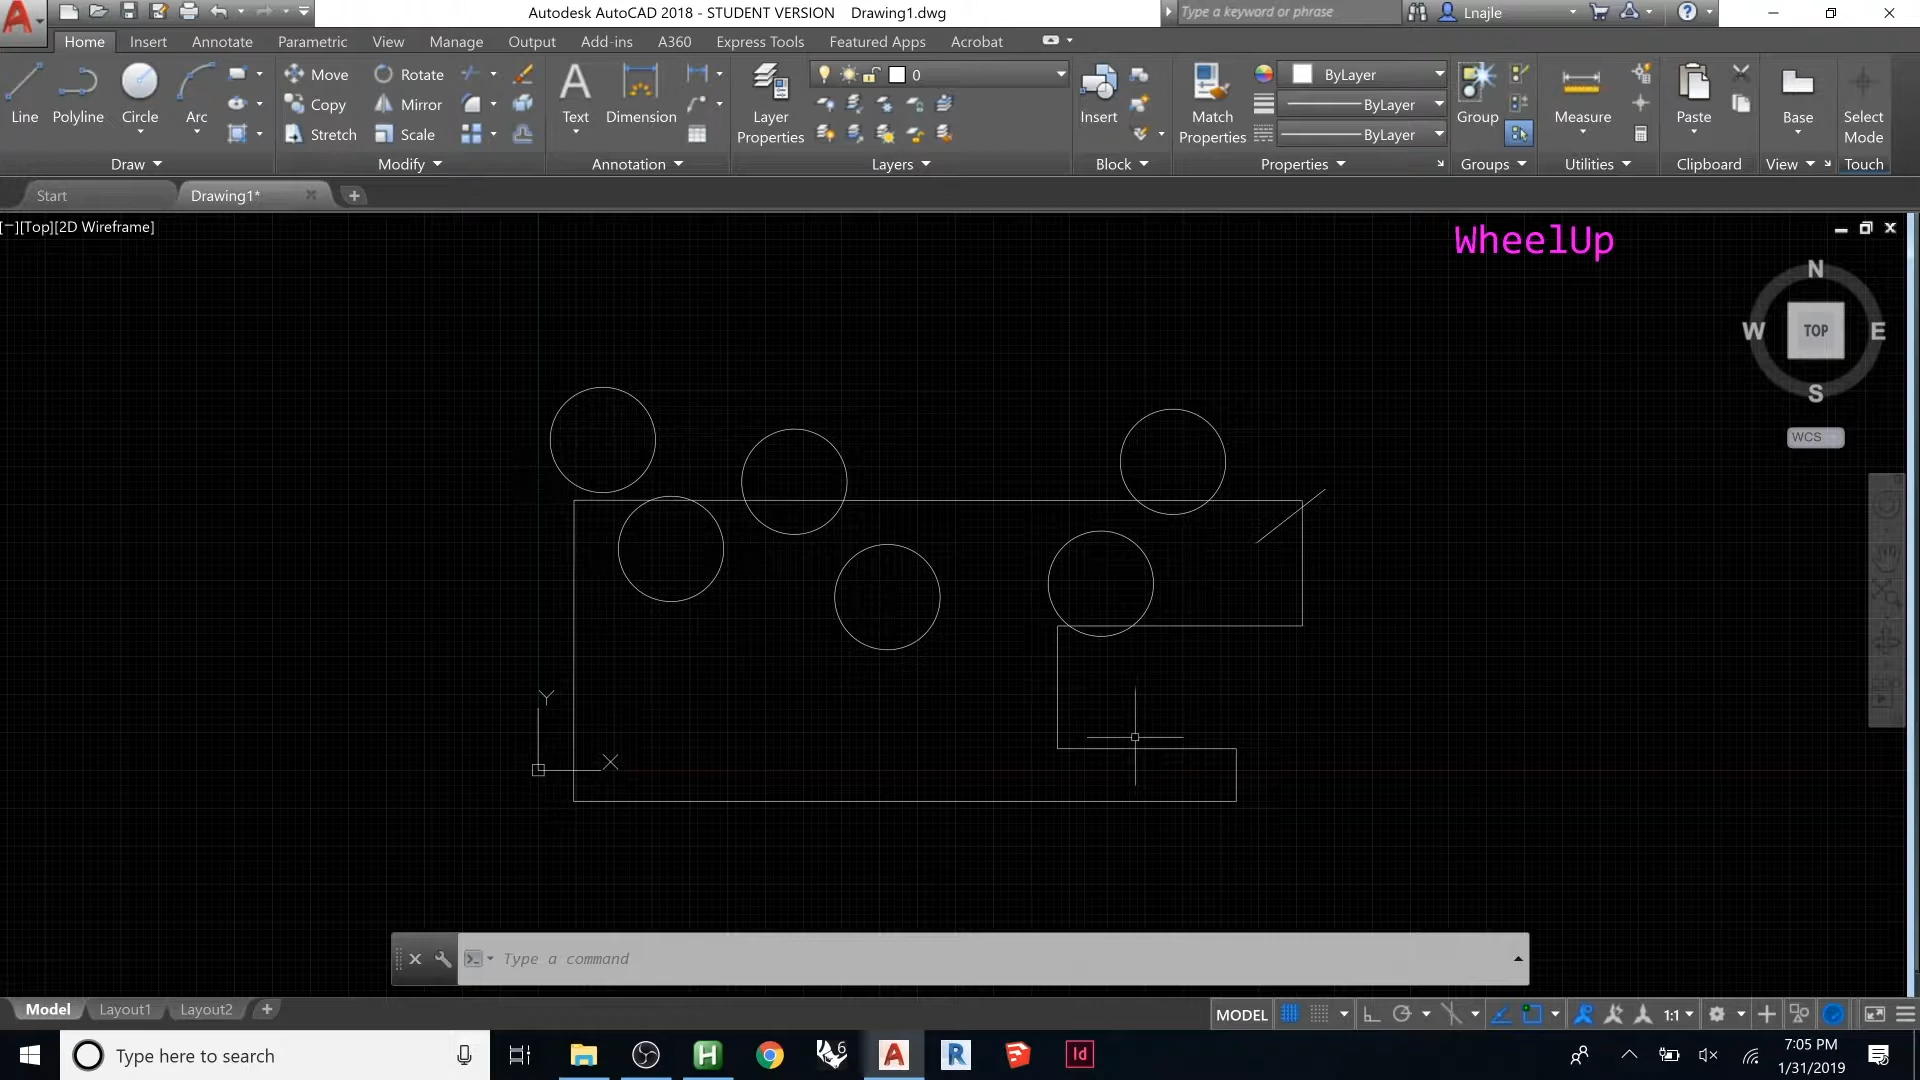 Autodesk AutoCAD 2018 - STUDENT VERSION Drawing1.dwg
Type a keyword or phrase
Lnajle
Home Insert Annotate Parametric View Manage Output Add-ins A360 Express Tools Featured Apps Acrobat
Line Polyline Circle Arc
Move Rotate
Copy Mirror
Stretch Scale
Text Dimension
Layer Properties
0
Insert
Match Properties
ByLayer
ByLayer
ByLayer
Group
Measure
Paste
Base
Select Mode
Draw Modify Annotation Layers Block Properties Groups Utilities Clipboard View Touch
Start Drawing1*
[−][Top][2D Wireframe]
WheelUp
N
W TOP E
S
WCS
Y
X
Type a command
Model Layout1 Layout2
MODEL 1:1
Type here to search
H
6
A
R
Id
7:05 PM
1/31/2019